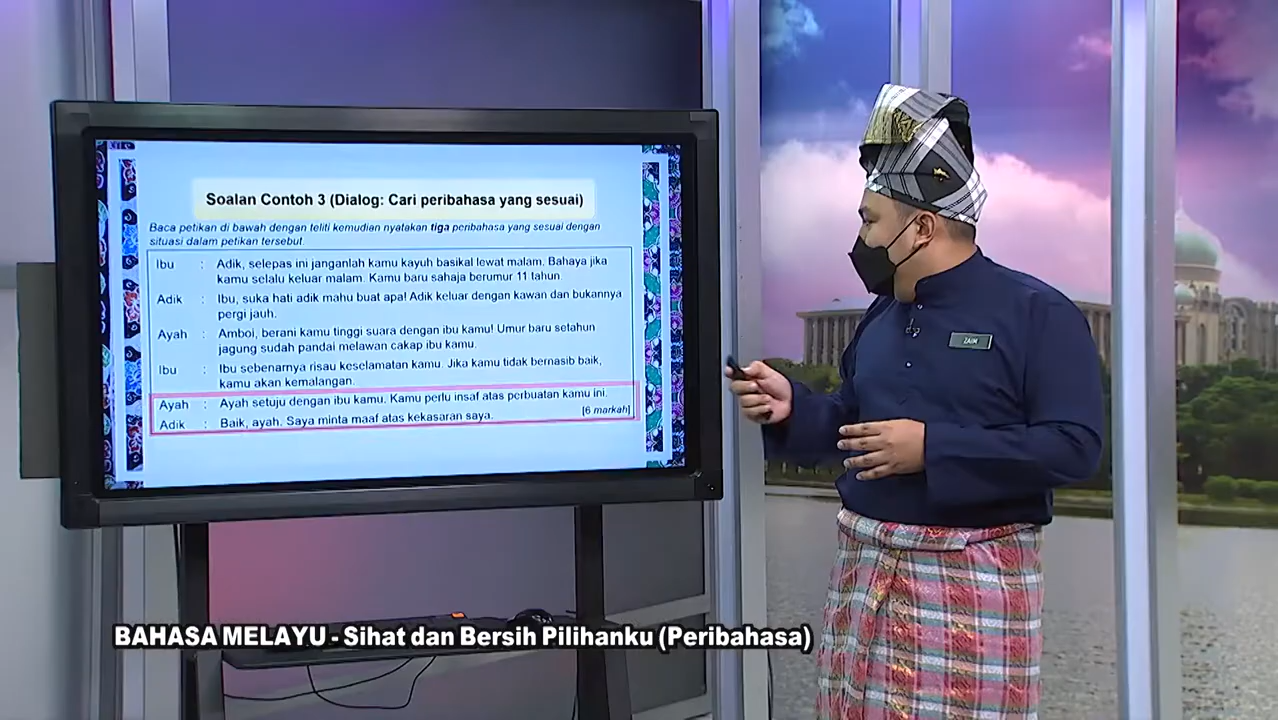 Soalan Contoh 3 (Dialog: Cari peribahasa yang sesuai)
Baca petikan di bawah dengan teliti kemudian nyatakan tiga peribahasa yang sesuai dengan
situasi dalam petikan tersebut.
Ibu : Adik, selepas ini janganlah kamu kayuh basikal lewat malam. Bahaya jika
kamu selalu keluar malam. Kamu baru sahaja berumur 11 tahun.
Adik : Ibu, suka hati adik mahu buat apa! Adik keluar dengan kawan dan bukannya
pergi jauh.
Ayah : Amboi, berani kamu tinggi suara dengan ibu kamu! Umur baru setahun
jagung sudah pandai melawan cakap ibu kamu.
Ibu : Ibu sebenarnya risau keselamatan kamu. Jika kamu tidak bernasib baik,
kamu akan kemalangan.
Ayah : Ayah setuju dengan ibu kamu. Kamu perlu insaf atas perbuatan kamu ini.
Adik : Baik, ayah. Saya minta maaf atas kekasaran saya.
[6 markah]
ZAIM
BAHASA MELAYU - Sihat dan Bersih Pilihanku (Peribahasa)